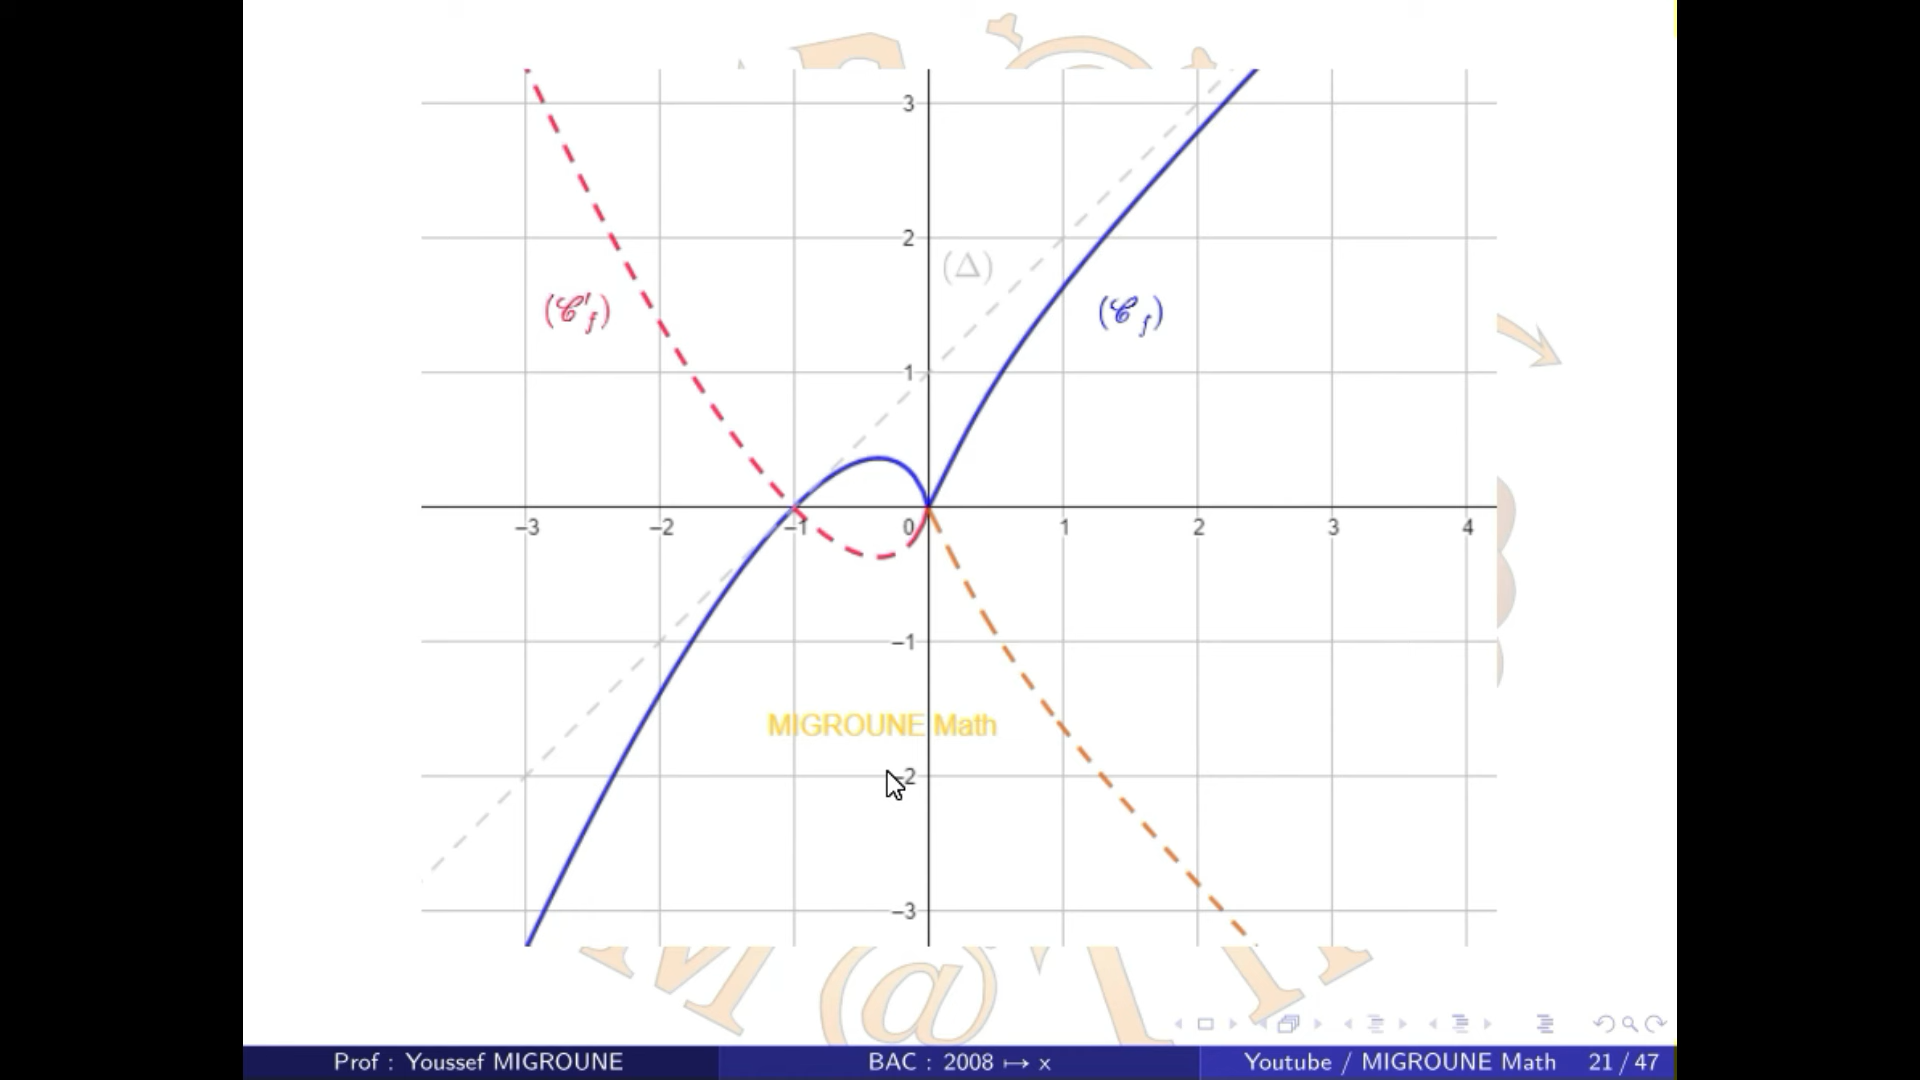 3
2
(Δ)
(𝒞'f)
(𝒞f)
1
−3 −2 −1 0 1 2 3 4
−1
MIGROUNE Math
−2
−3
M@T
Prof : Youssef MIGROUNE
BAC : 2008 ↦ x
Youtube / MIGROUNE Math 21 / 47